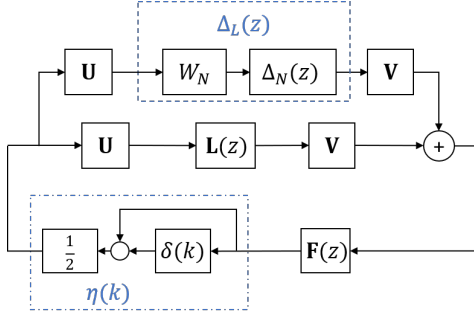 Δ_L(z)
U W_N Δ_N(z) V
U L(z) V +
1/2 δ(k) F(z)
η(k)